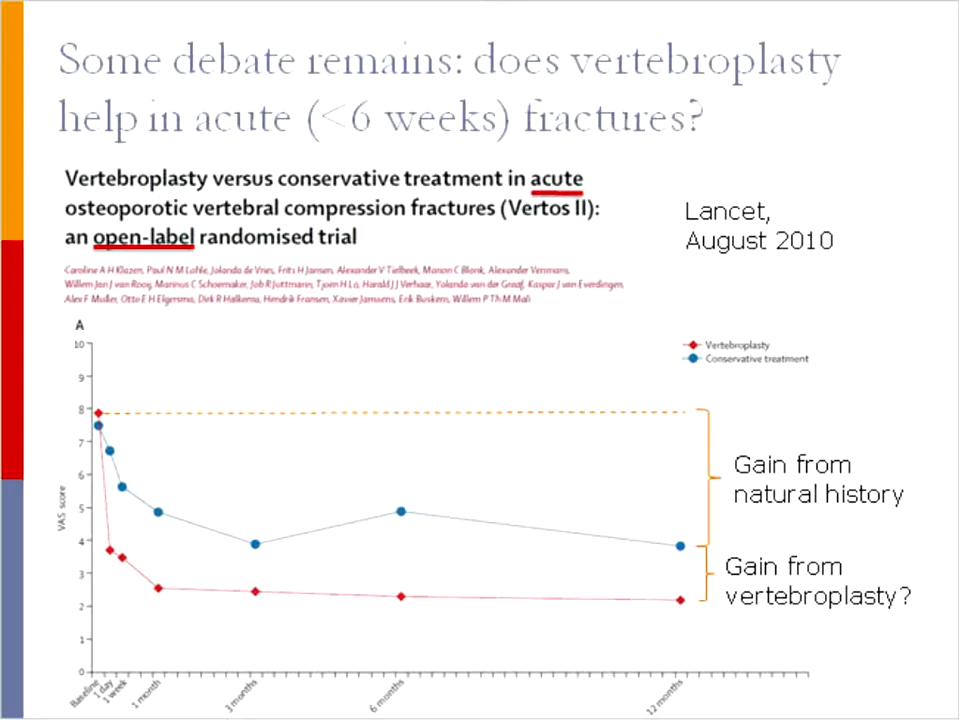 Some debate remains: does vertebroplasty
help in acute (<6 weeks) fractures?
Vertebroplasty versus conservative treatment in acute
osteoporotic vertebral compression fractures (Vertos II):
an open-label randomised trial
Lancet,
August 2010
Caroline A H Klazen, Paul N M Lohle, Jolanda de Vries, Frits H Jansen, Alexander V Tielbeek, Marion C Blonk, Alexander Venmans,
Willem Jan J van Rooij, Marinus C Schoemaker, Job R Juttmann, Tjoen H Lo, Harald J J Verhaar, Yolanda van der Graaf, Kaspar J van Everdingen,
Alex F Muller, Otto E H Elgersma, Dirk R Halkema, Hendrik Fransen, Xavier Janssens, Erik Buskens, Willem P Th M Mali
A
Vertebroplasty
Conservative treatment
10
9
8
7
6
5
4
3
2
1
0
VAS score
Gain from
natural history
Gain from
vertebroplasty?
Baseline
1 day
1 week
1 month
3 months
6 months
12 months